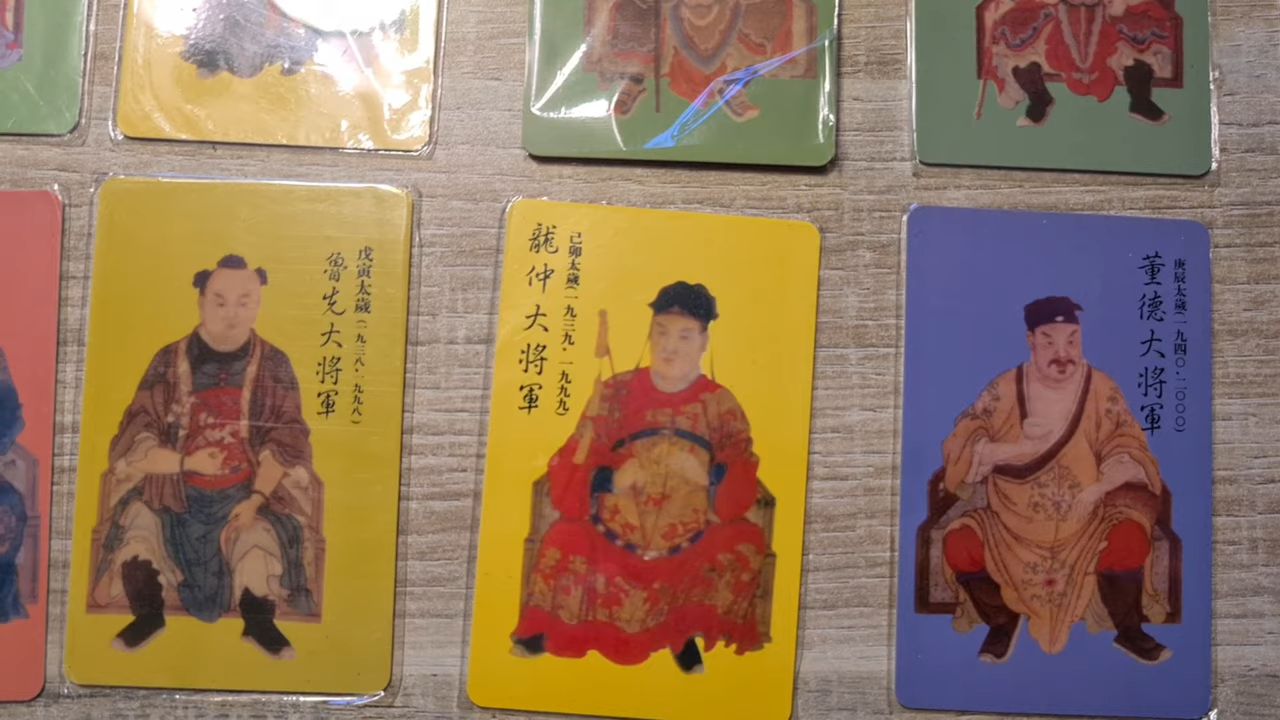 戊寅太歲(一九三八·一九九八)
魯先大將軍
己卯太歲(一九三九·一九九九)
龍仲大將軍
庚辰太歲(一九四〇·二〇〇〇)
董德大將軍